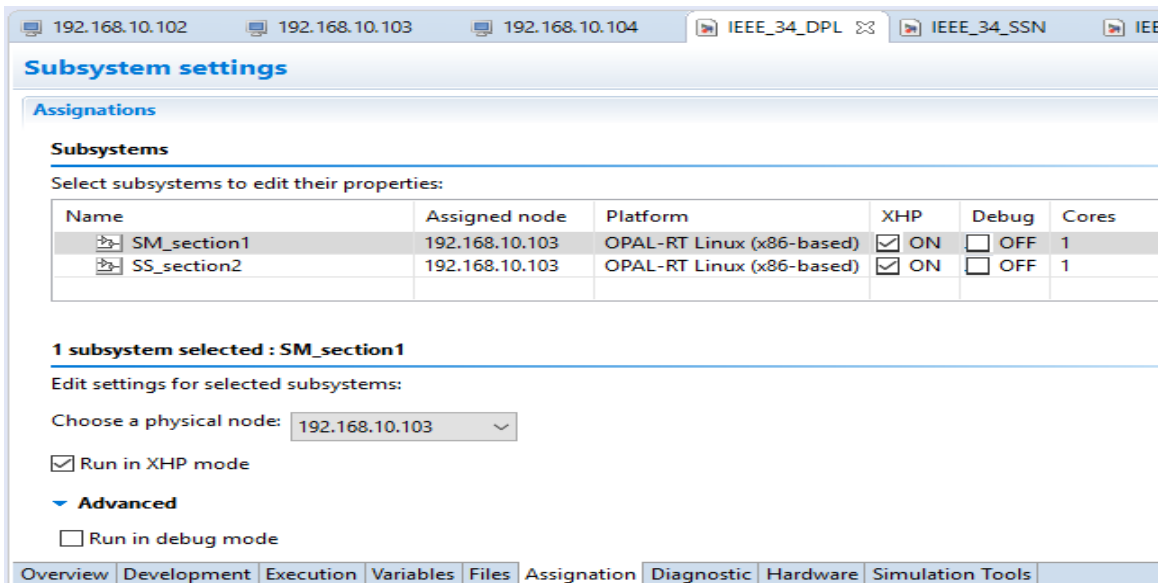 192.168.10.102 192.168.10.103 192.168.10.104 IEEE_34_DPL IEEE_34_SSN IEE
Subsystem settings
Assignations
Subsystems
Select subsystems to edit their properties:
Name Assigned node Platform XHP Debug Cores
SM_section1 192.168.10.103 OPAL-RT Linux (x86-based) ON OFF 1
SS_section2 192.168.10.103 OPAL-RT Linux (x86-based) ON OFF 1
1 subsystem selected : SM_section1
Edit settings for selected subsystems:
Choose a physical node: 192.168.10.103
Run in XHP mode
Advanced
Run in debug mode
Overview Development Execution Variables Files Assignation Diagnostic Hardware Simulation Tools